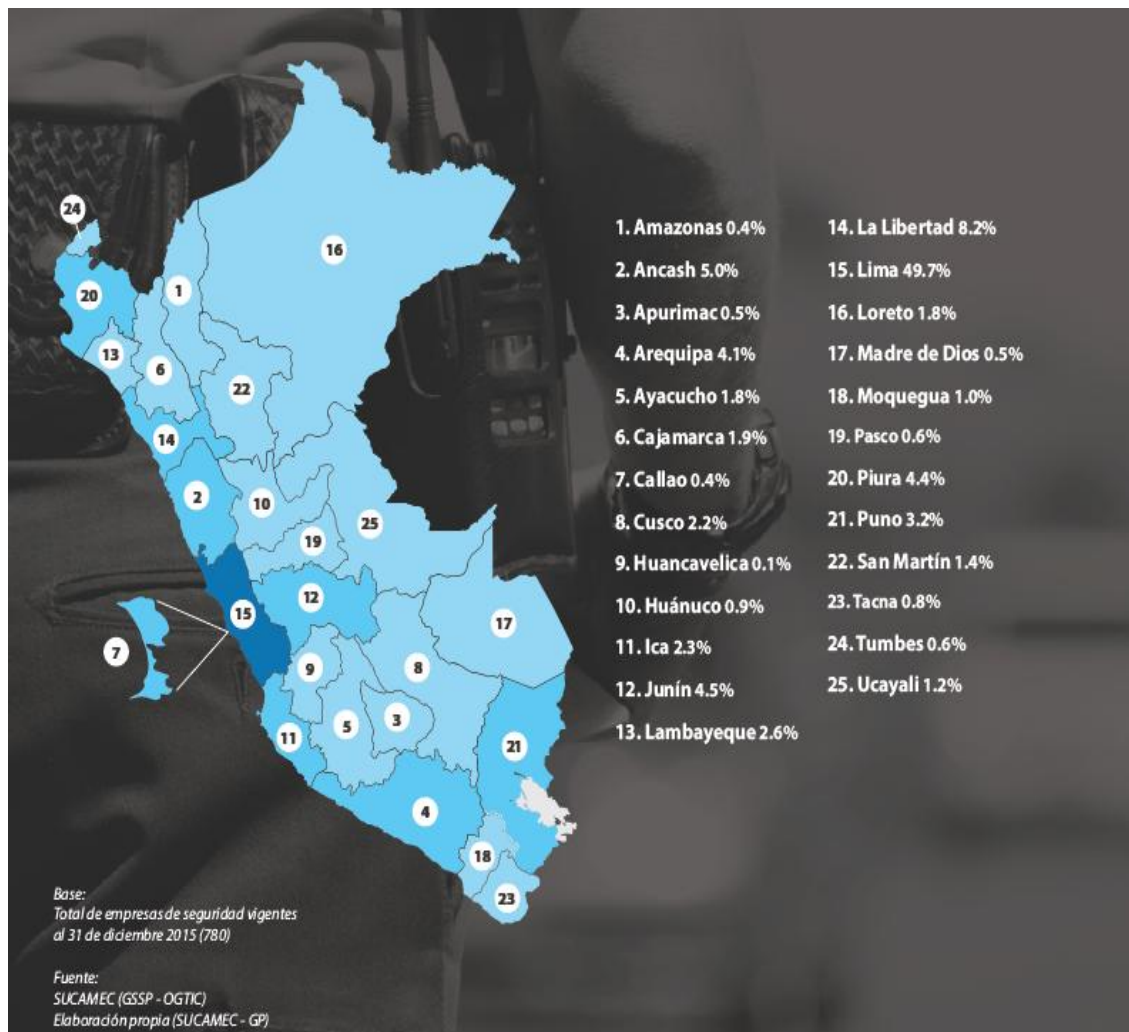 24
20
13
1
16
6
22
14
2
10
25
19
12
15
7
17
9
8
5
3
11
21
4
18
23
1. Amazonas 0.4%
2. Ancash 5.0%
3. Apurimac 0.5%
4. Arequipa 4.1%
5. Ayacucho 1.8%
6. Cajamarca 1.9%
7. Callao 0.4%
8. Cusco 2.2%
9. Huancavelica 0.1%
10. Huánuco 0.9%
11. Ica 2.3%
12. Junín 4.5%
13. Lambayeque 2.6%
14. La Libertad 8.2%
15. Lima 49.7%
16. Loreto 1.8%
17. Madre de Dios 0.5%
18. Moquegua 1.0%
19. Pasco 0.6%
20. Piura 4.4%
21. Puno 3.2%
22. San Martín 1.4%
23. Tacna 0.8%
24. Tumbes 0.6%
25. Ucayali 1.2%
Base:
Total de empresas de seguridad vigentes
al 31 de diciembre 2015 (780)
Fuente:
SUCAMEC (GSSP - OGTIC)
Elaboración propia (SUCAMEC - GP)